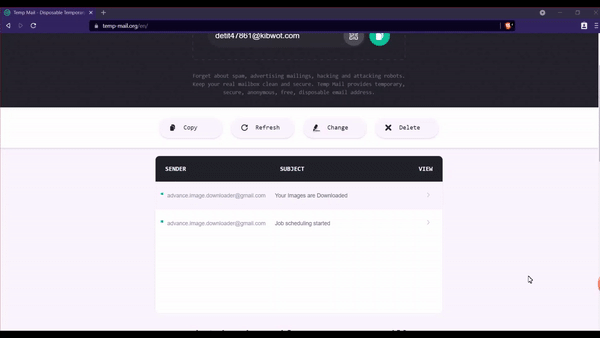 Temp Mail - Disposable Temporar
temp-mail.org/en/
detit47861@kibwot.com
Forget about spam, advertising mailings, hacking and attacking robots.
Keep your real mailbox clean and secure. Temp Mail provides temporary,
secure, anonymous, free, disposable email address.
Copy Refresh Change Delete
SENDER SUBJECT VIEW
advance.image.downloader@gmail.com Your Images are Downloaded
advance.image.downloader@gmail.com Job scheduling started